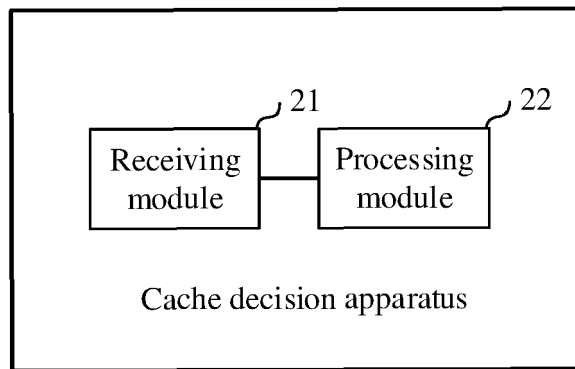 21
22
Receiving
module
Processing
module
Cache decision apparatus